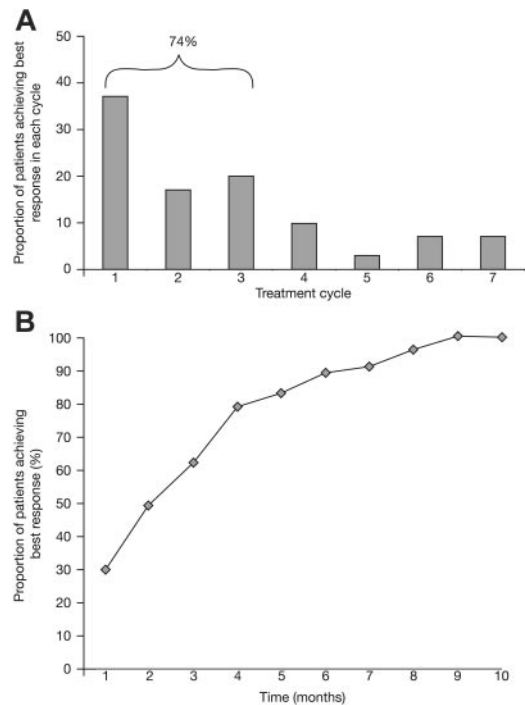 A
74%
50
40
30
20
10
0
Proportion of patients achieving best
response in each cycle
1 2 3 4 5 6 7
Treatment cycle
B
100
90
80
70
60
50
40
30
20
10
0
Proportion of patients achieving
best response (%)
1 2 3 4 5 6 7 8 9 10
Time (months)